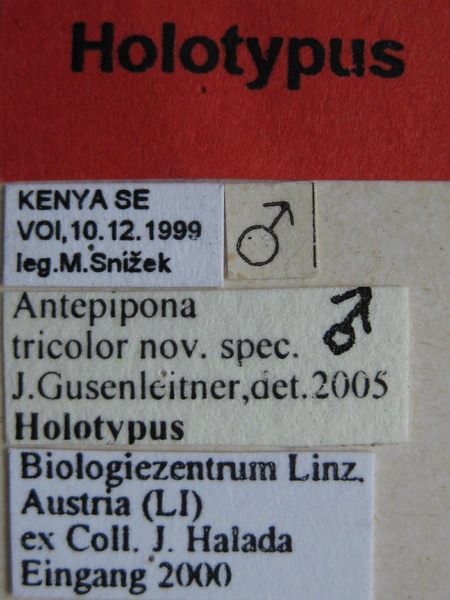 Holotypus
KENYA SE
VOI,10.12.1999
leg.M.Snížek
♂
Antepipona ♂
tricolor nov. spec.
J.Gusenleitner,det.2005
Holotypus
Biologiezentrum Linz,
Austria (LI)
ex Coll. J. Halada
Eingang 2000